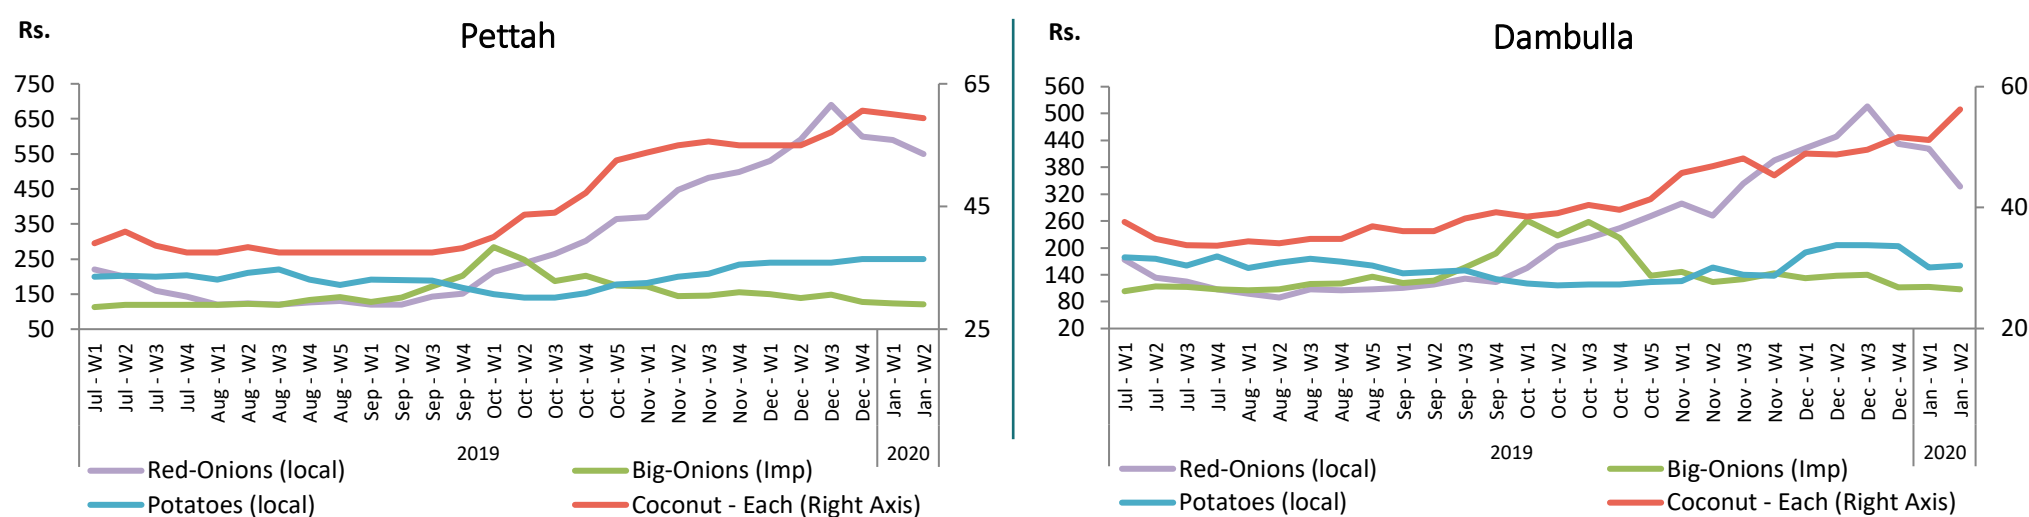 Rs.
Pettah
750
650
550
450
350
250
150
50
65
45
25
Jul - W1
Jul - W2
Jul - W3
Jul - W4
Aug - W1
Aug - W2
Aug - W3
Aug - W4
Aug - W5
Sep - W1
Sep - W2
Sep - W3
Sep - W4
Oct - W1
Oct - W2
Oct - W3
Oct - W4
Oct - W5
Nov - W1
Nov - W2
Nov - W3
Nov - W4
Dec - W1
Dec - W2
Dec - W3
Dec - W4
Jan - W1
Jan - W2
2019
2020
Red-Onions (local)
Big-Onions (Imp)
Potatoes (local)
Coconut - Each (Right Axis)
Rs.
Dambulla
560
500
440
380
320
260
200
140
80
20
60
40
20
Jul - W1
Jul - W2
Jul - W3
Jul - W4
Aug - W1
Aug - W2
Aug - W3
Aug - W4
Aug - W5
Sep - W1
Sep - W2
Sep - W3
Sep - W4
Oct - W1
Oct - W2
Oct - W3
Oct - W4
Oct - W5
Nov - W1
Nov - W2
Nov - W3
Nov - W4
Dec - W1
Dec - W2
Dec - W3
Dec - W4
Jan - W1
Jan - W2
2019
2020
Red-Onions (local)
Big-Onions (Imp)
Potatoes (local)
Coconut - Each (Right Axis)